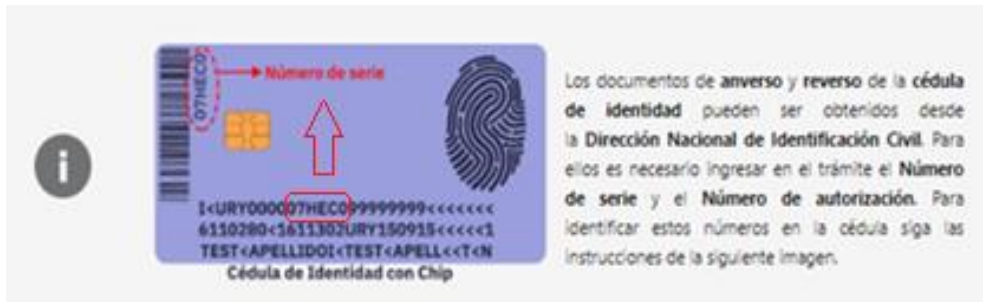 07HEC0
Número de serie
I<URY000007HEC099999999<<<<<<<
6110280<1611302URY150915<<<<<1
TEST<APELLIDOI<TEST<APELL<<T<N
Cédula de Identidad con Chip
i
Los documentos de anverso y reverso de la cédula
de identidad pueden ser obtenidos desde
la Dirección Nacional de Identificación Civil. Para
ellos es necesario ingresar en el trámite el Número
de serie y el Número de autorización. Para
identificar estos números en la cédula siga las
instrucciones de la siguiente imagen.